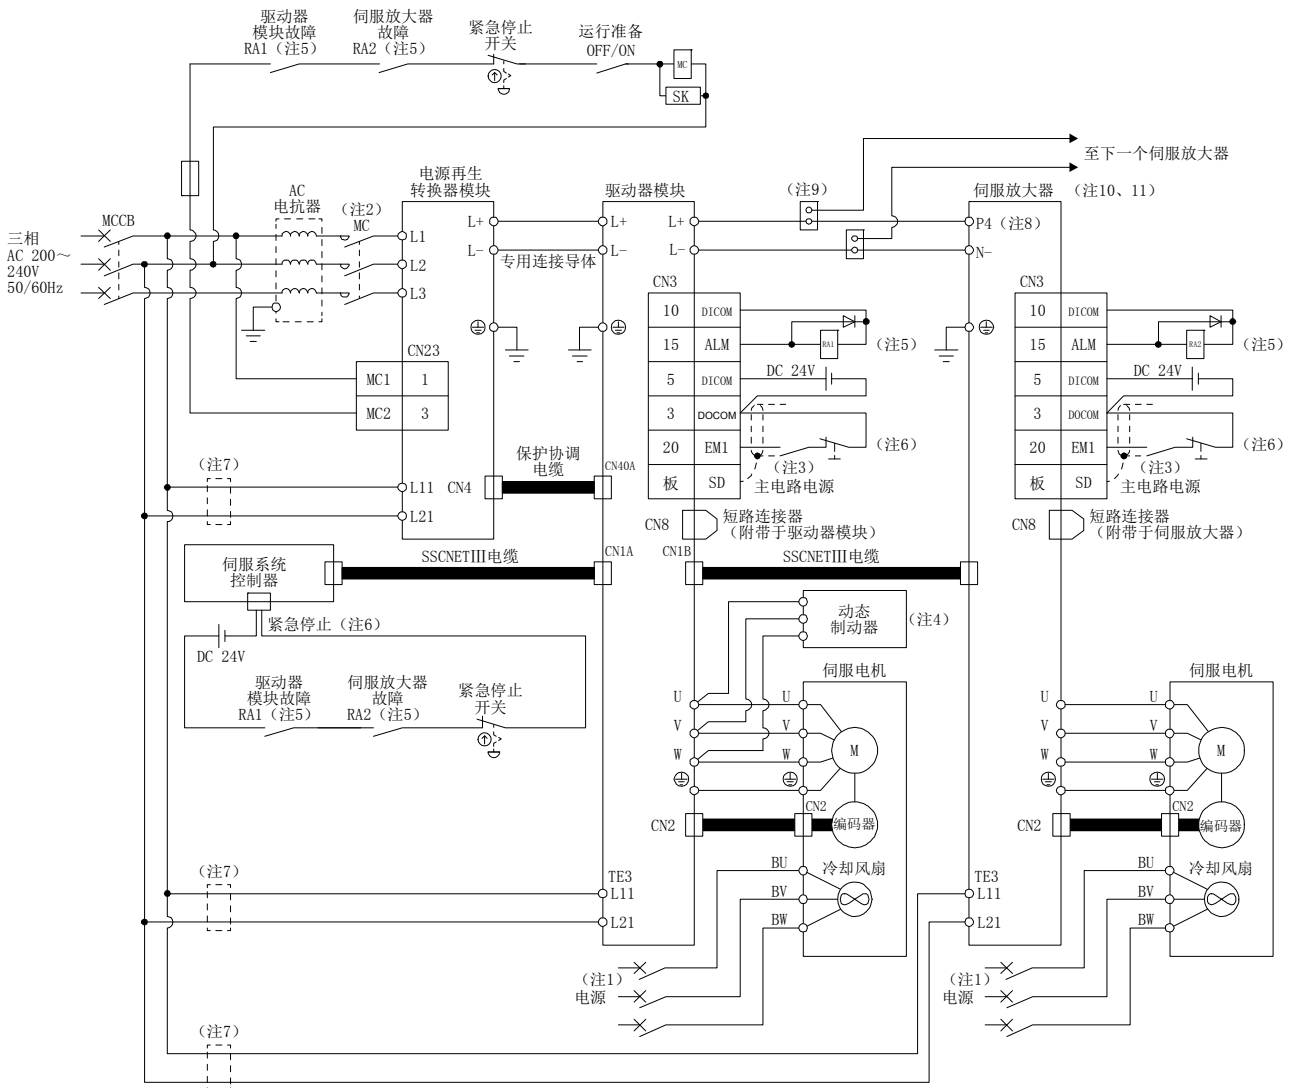 驱动器
模块故障
RA1（注5）
伺服放大器
故障
RA2（注5）
紧急停止
开关
运行准备
OFF/ON
MC
SK
至下一个伺服放大器
电源再生
转换器模块
驱动器模块
（注9）
伺服放大器
（注10、11）
AC
电抗器
（注2）
MC
MCCB
三相
AC 200～
240V
50/60Hz
L1
L2
L3
L+
L-
L+
L-
专用连接导体
L+
L-
P4（注8）
N-
CN23
MC1 1
MC2 3
CN3
10 DICOM
15 ALM
5 DICOM
3 DOCOM
20 EM1
板 SD
RA1
（注5）
DC 24V
（注6）
（注3）
主电路电源
CN3
10 DICOM
15 ALM
5 DICOM
3 DOCOM
20 EM1
板 SD
RA2
（注5）
DC 24V
（注6）
（注3）
主电路电源
（注7）
L11
L21
CN4
保护协调
电缆
CN40A
CN8
短路连接器
（附带于驱动器模块）
CN8
短路连接器
（附带于伺服放大器）
伺服系统
控制器
SSCNETⅢ电缆
CN1A
CN1B
SSCNETⅢ电缆
紧急停止（注6）
DC 24V
驱动器
模块故障
RA1（注5）
伺服放大器
故障
RA2（注5）
紧急停止
开关
动态
制动器
（注4）
伺服电机
U
V
W
U
V
W
M
CN2
CN2
编码器
冷却风扇
BU
BV
BW
伺服电机
U
V
W
U
V
W
M
CN2
CN2
编码器
冷却风扇
BU
BV
BW
（注7）
TE3
L11
L21
TE3
L11
L21
（注1）
电源
（注1）
电源
（注7）